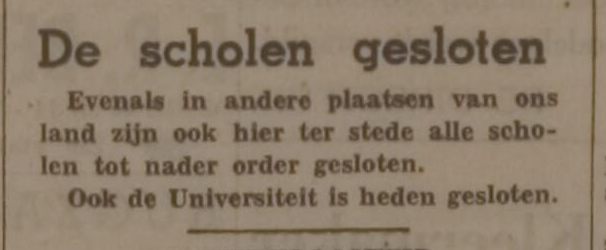 De scholen gesloten
Evenals in andere plaatsen van ons
land zijn ook hier ter stede alle scho-
len tot nader order gesloten.
Ook de Universiteit is heden gesloten.